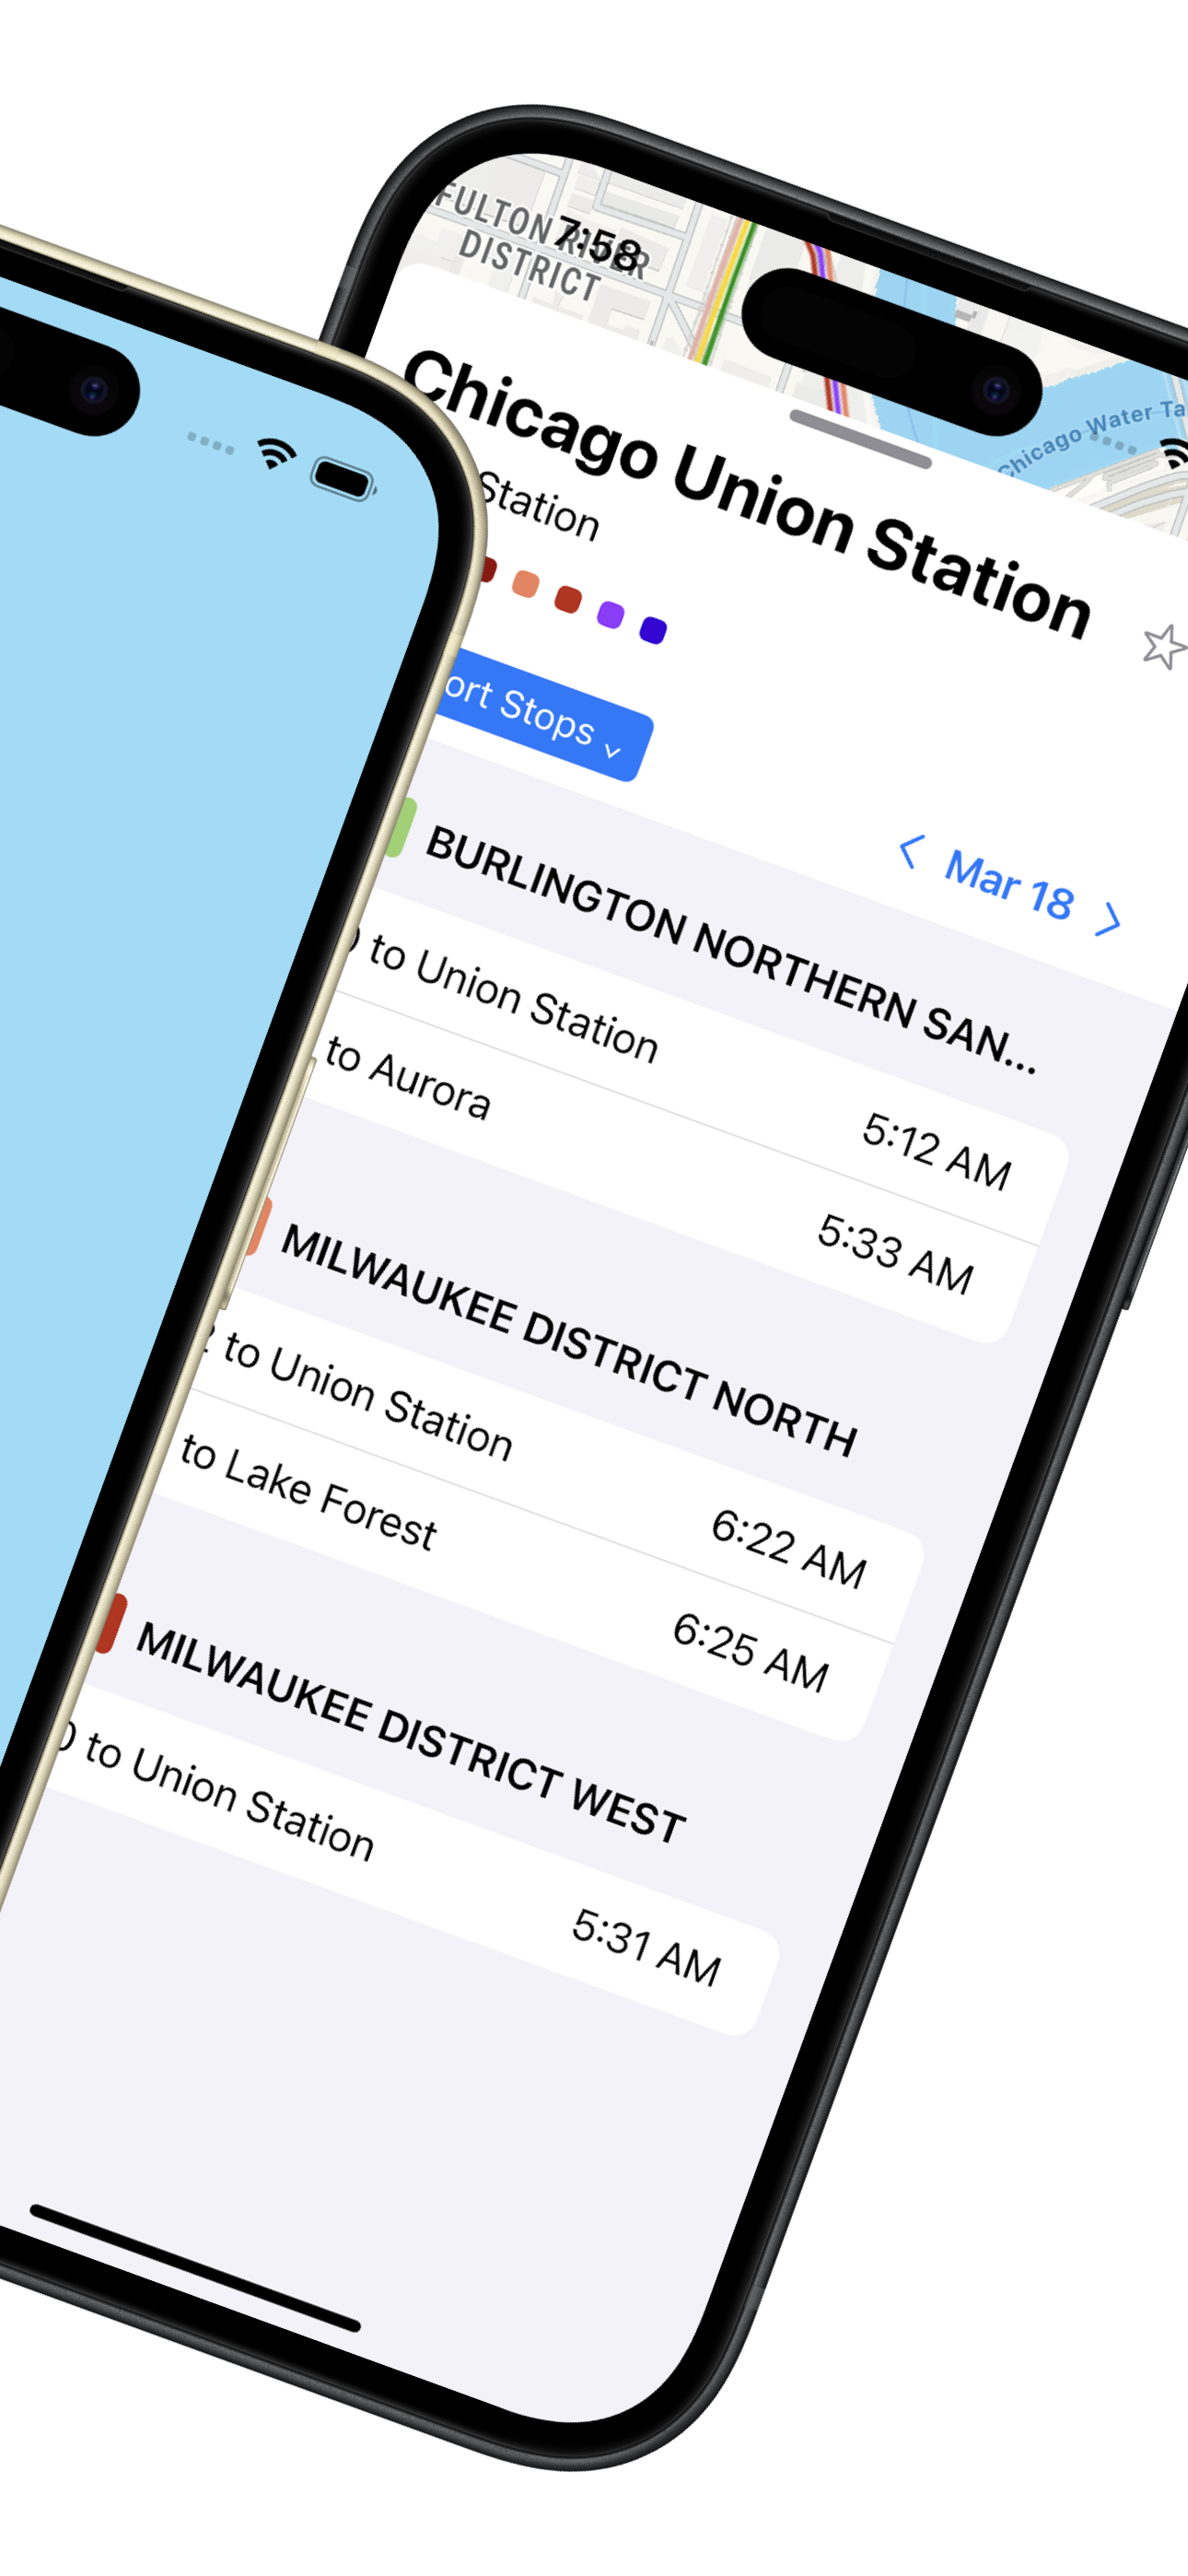 FULTON RIVER
DISTRICT
7:58
Chicago Water Ta
Chicago Union Station
Station
ort Stops
Mar 18
BURLINGTON NORTHERN SAN...
to Union Station
5:12 AM
to Aurora
5:33 AM
MILWAUKEE DISTRICT NORTH
to Union Station
6:22 AM
to Lake Forest
6:25 AM
MILWAUKEE DISTRICT WEST
0 to Union Station
5:31 AM